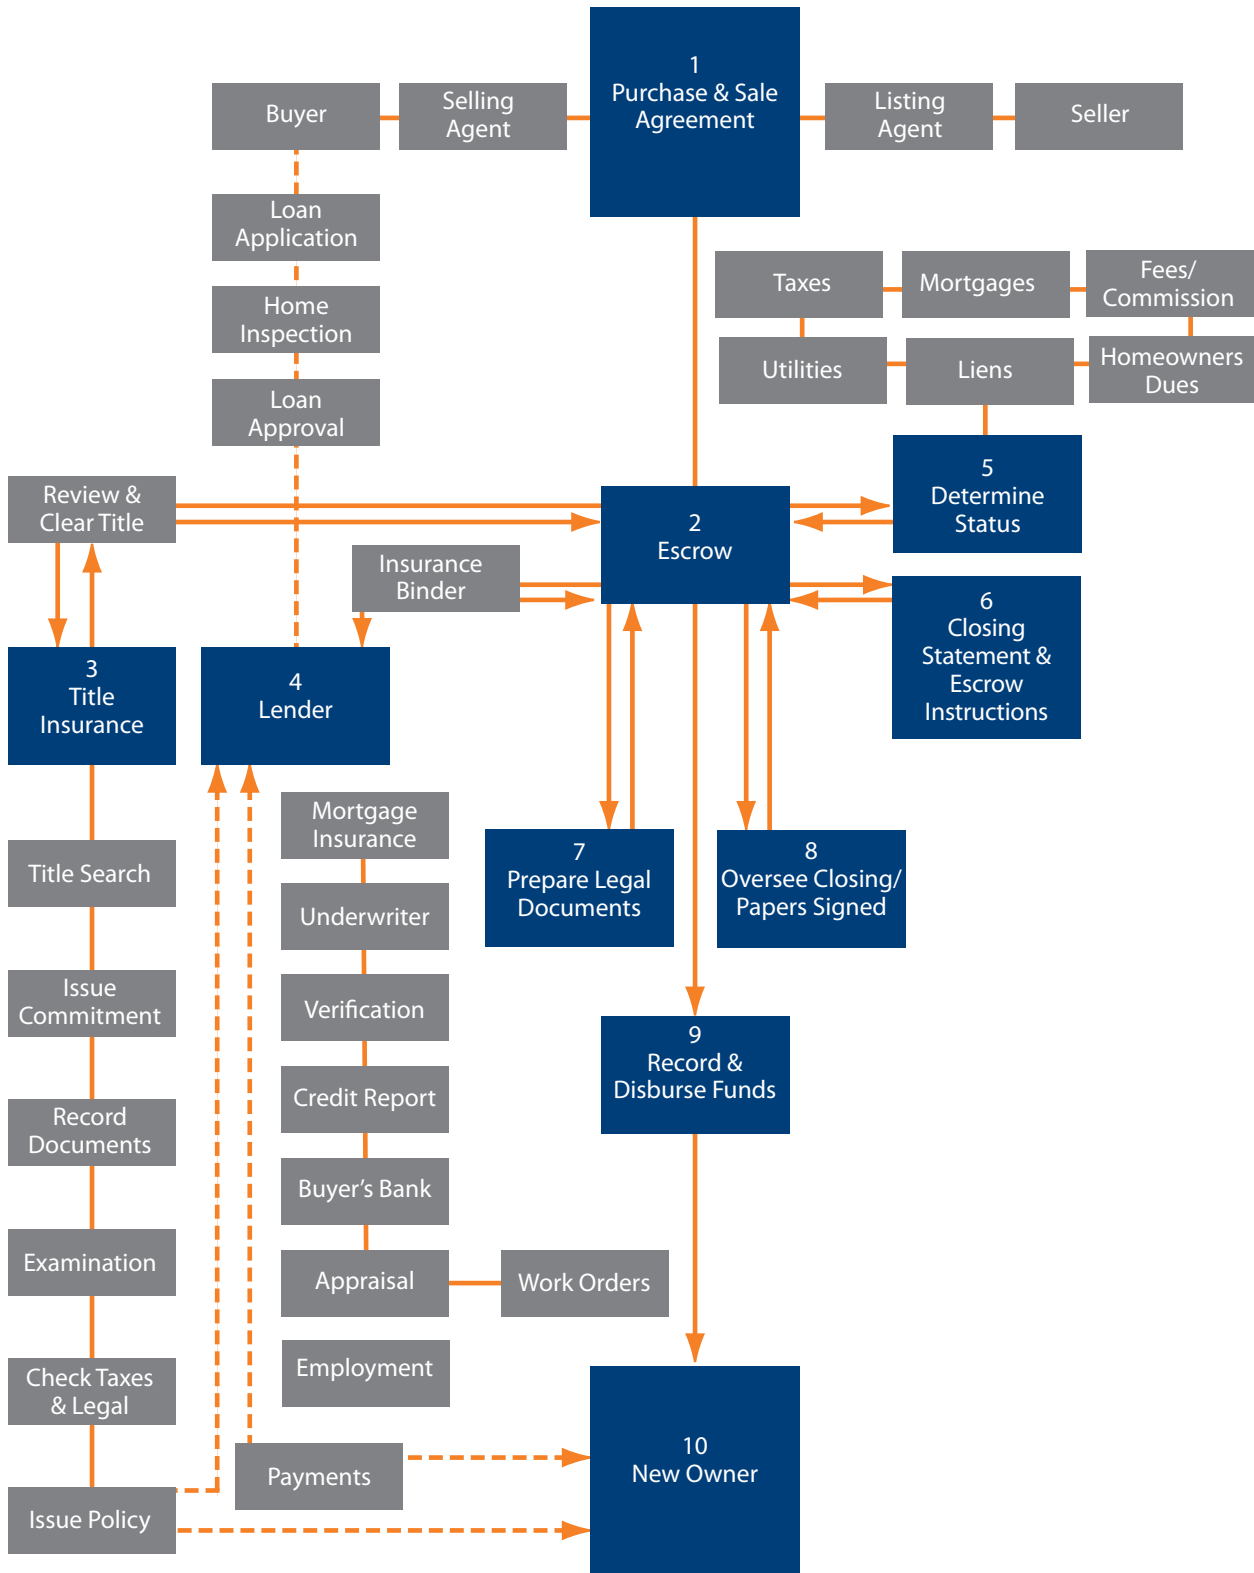 1
Purchase & Sale
Agreement
Buyer
Selling
Agent
Listing
Agent
Seller
Loan
Application
Home
Inspection
Loan
Approval
Taxes
Mortgages
Fees/
Commission
Utilities
Liens
Homeowners
Dues
Review &
Clear Title
2
Escrow
5
Determine
Status
Insurance
Binder
6
Closing
Statement &
Escrow
Instructions
3
Title
Insurance
4
Lender
Title Search
Issue
Commitment
Record
Documents
Examination
Check Taxes
& Legal
Issue Policy
Mortgage
Insurance
Underwriter
Verification
Credit Report
Buyer's Bank
Appraisal
Work Orders
Employment
Payments
7
Prepare Legal
Documents
8
Oversee Closing/
Papers Signed
9
Record &
Disburse Funds
10
New Owner